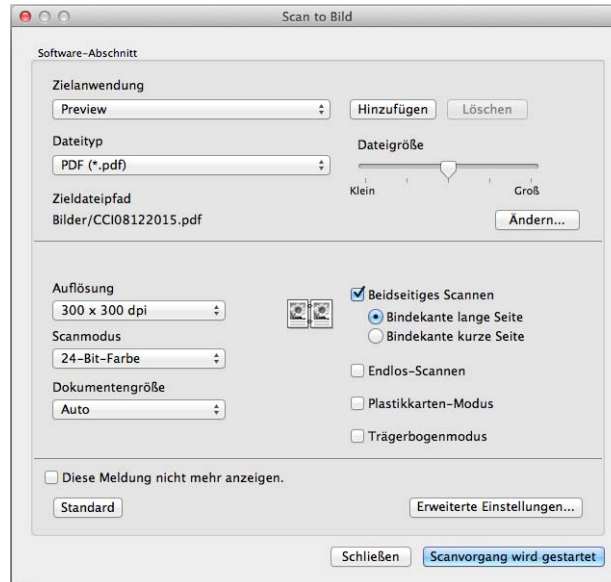 Scan to Bild
Software-Abschnitt
Zielanwendung
Preview
Hinzufügen
Löschen
Dateityp
PDF (*.pdf)
Dateigröße
Klein
Groß
Zieldateipfad
Bilder/CCI08122015.pdf
Ändern...
Auflösung
300 x 300 dpi
Scanmodus
24-Bit-Farbe
Dokumentengröße
Auto
Beidseitiges Scannen
Bindekante lange Seite
Bindekante kurze Seite
Endlos-Scannen
Plastikkarten-Modus
Trägerbogenmodus
Diese Meldung nicht mehr anzeigen.
Standard
Erweiterte Einstellungen...
Schließen
Scanvorgang wird gestartet